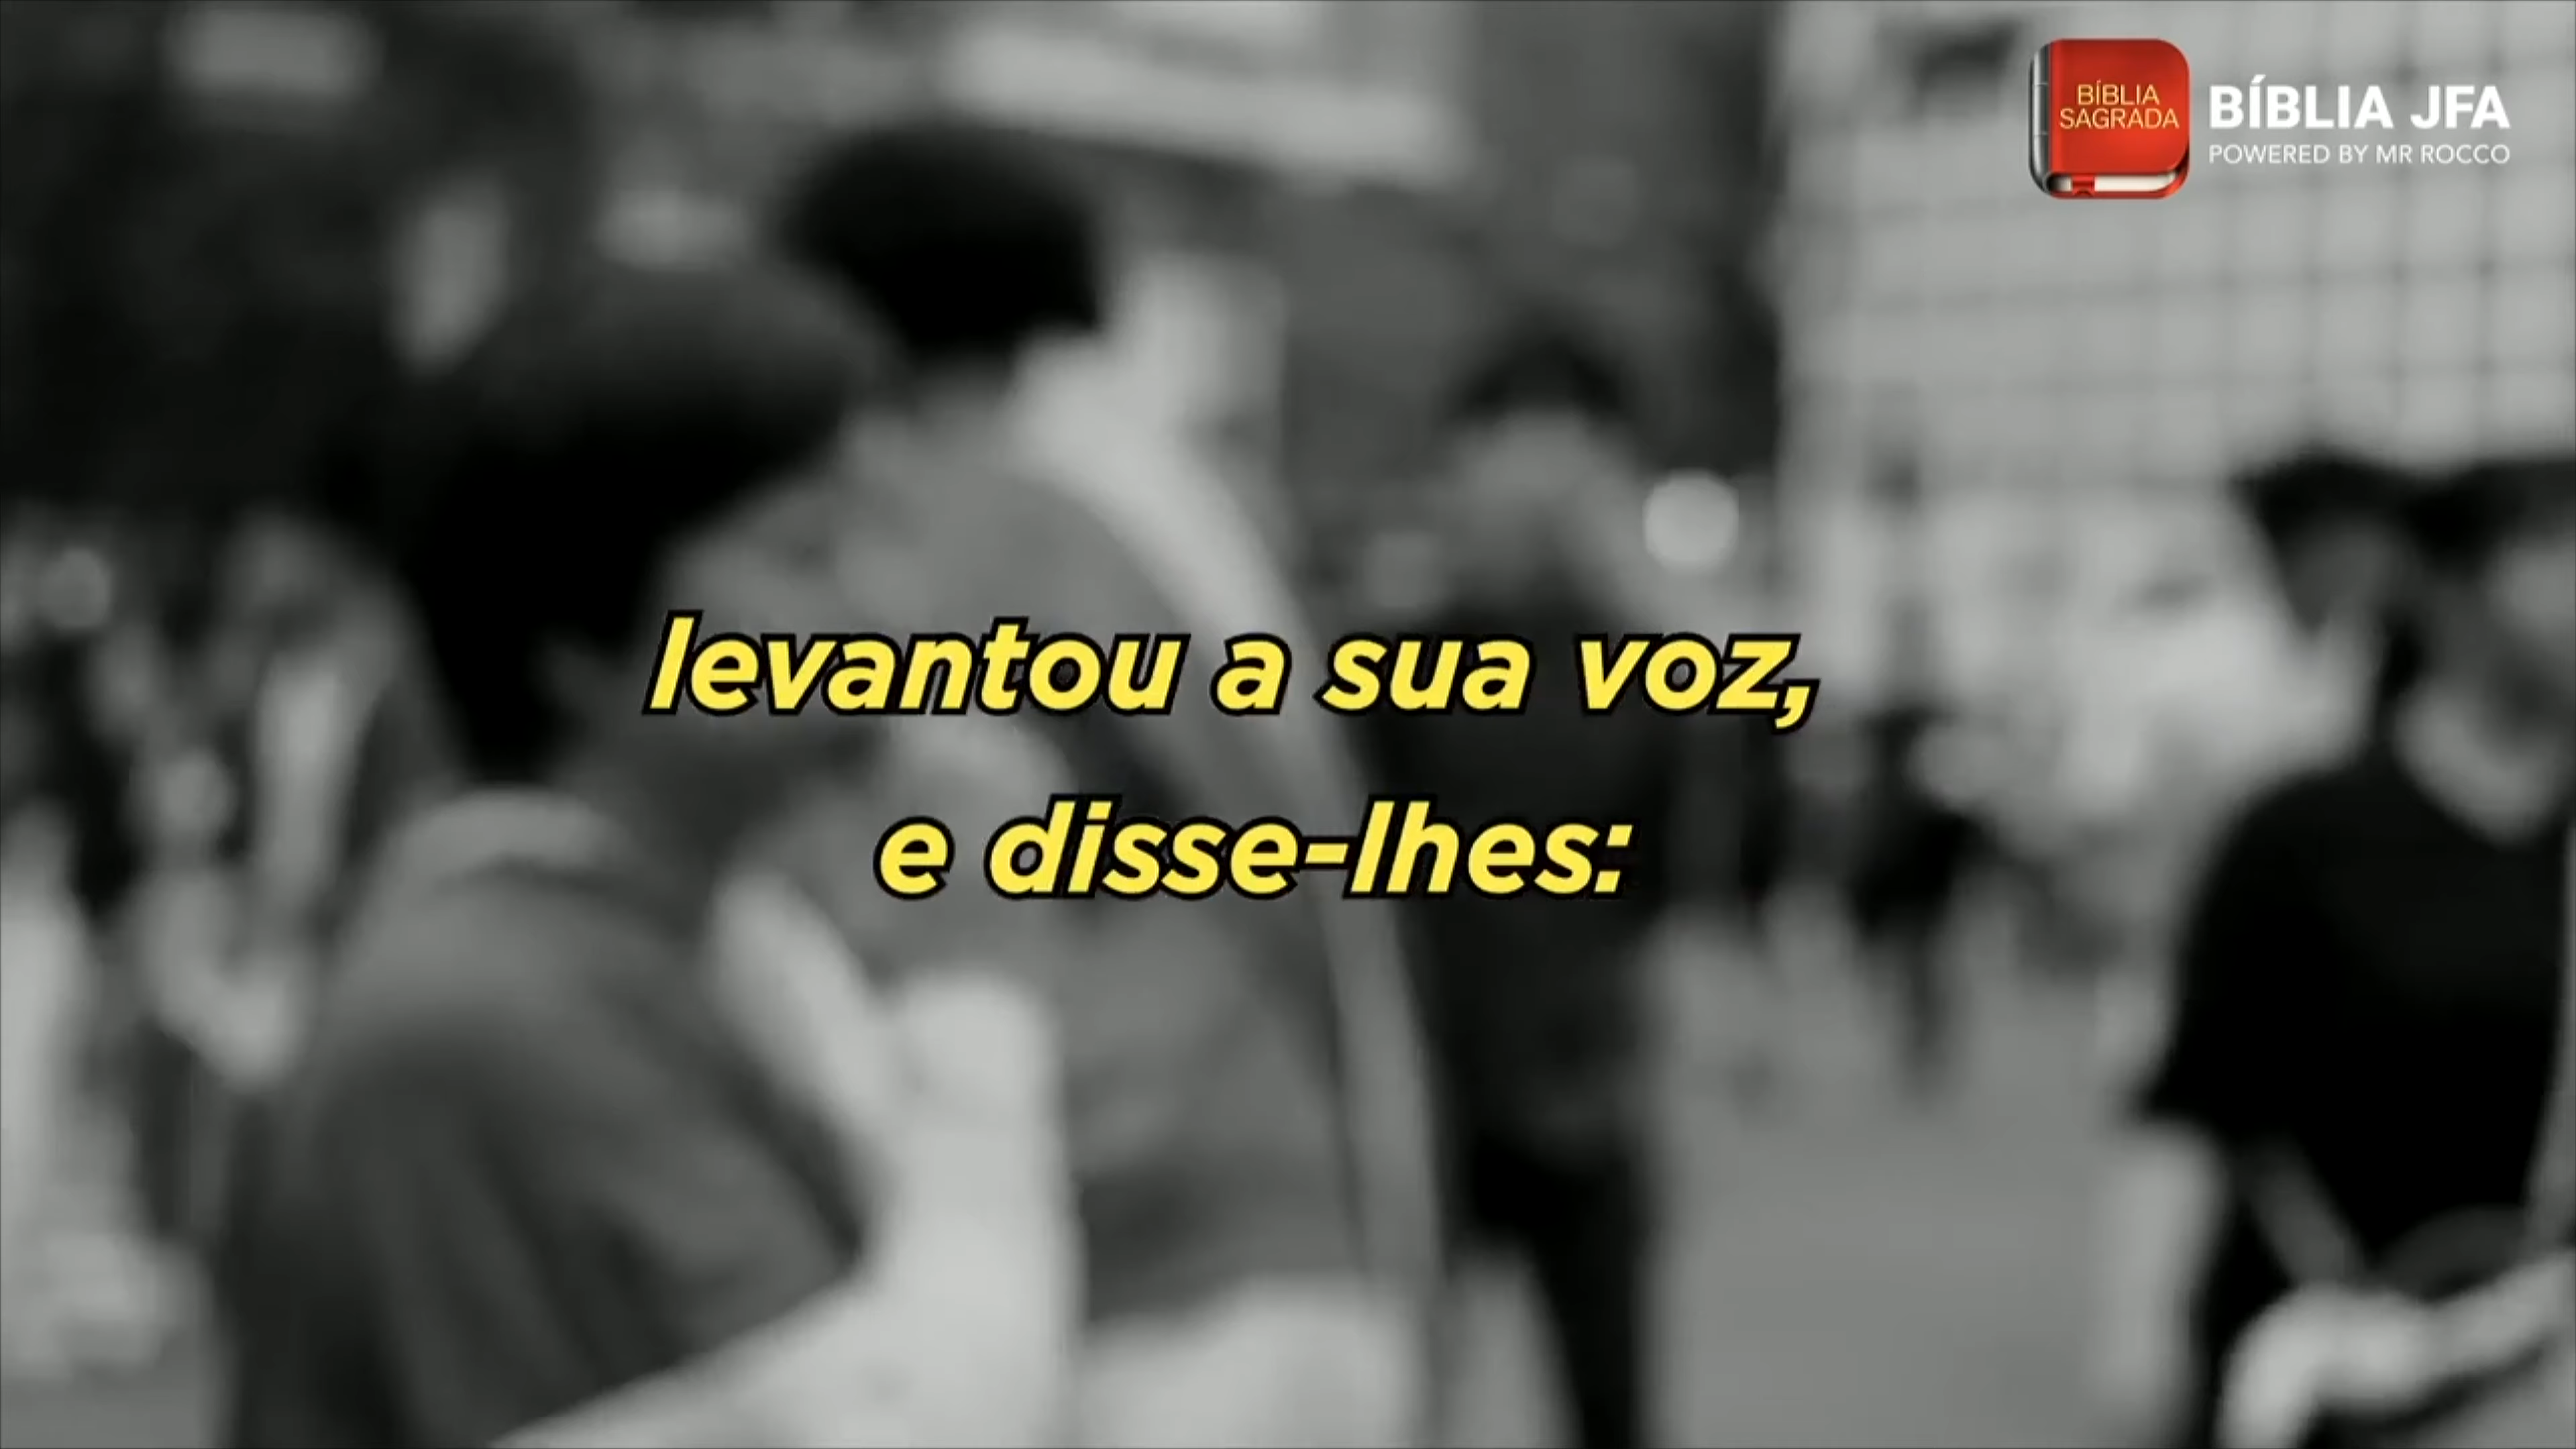 BÍBLIA
SAGRADA
BÍBLIA JFA
POWERED BY MR ROCCO
levantou a sua voz,
e disse-lhes: